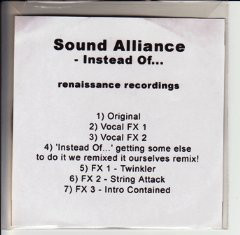 Sound Alliance
- Instead Of...
renaissance recordings
1) Original
2) Vocal FX 1
3) Vocal FX 2
4) 'Instead Of...' getting some else
to do it we remixed it ourselves remix!
5) FX 1 - Twinkler
6) FX 2 - String Attack
7) FX 3 - Intro Contained